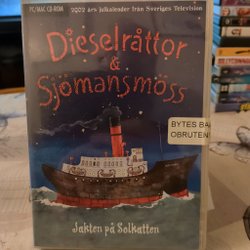 PC/MAC CD-ROM
2002 års julkalender från Sveriges Television
Dieselråttor
&
Sjömansmöss
BYTES BA
OBRUTEN
Jakten på Solkatten